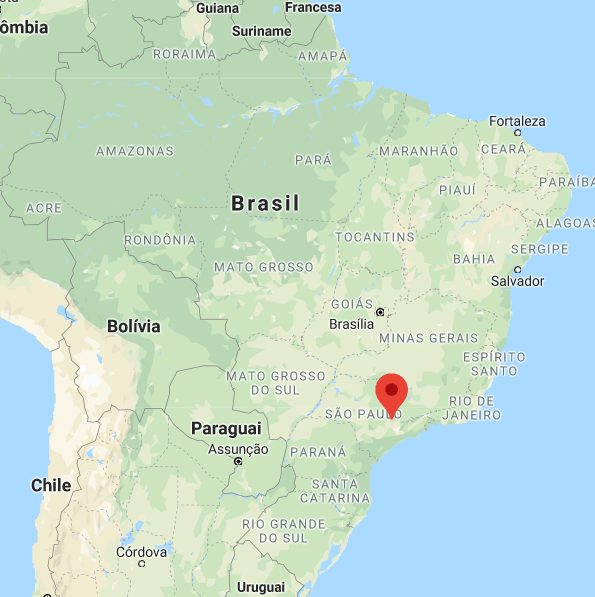 Guiana
Francesa
ômbia
Suriname
RORAIMA
AMAPÁ
Fortaleza
AMAZONAS
PARÁ
MARANHÃO
CEARÁ
PARAÍBA
PIAUÍ
Brasil
ACRE
ALAGOAS
RONDÔNIA
TOCANTINS
SERGIPE
MATO GROSSO
BAHIA
Salvador
GOIÁS
Bolívia
Brasília
MINAS GERAIS
ESPÍRITO
SANTO
MATO GROSSO
DO SUL
SÃO PAULO
RIO DE
JANEIRO
Paraguai
Assunção
PARANÁ
Chile
SANTA
CATARINA
RIO GRANDE
DO SUL
Córdova
Uruguai